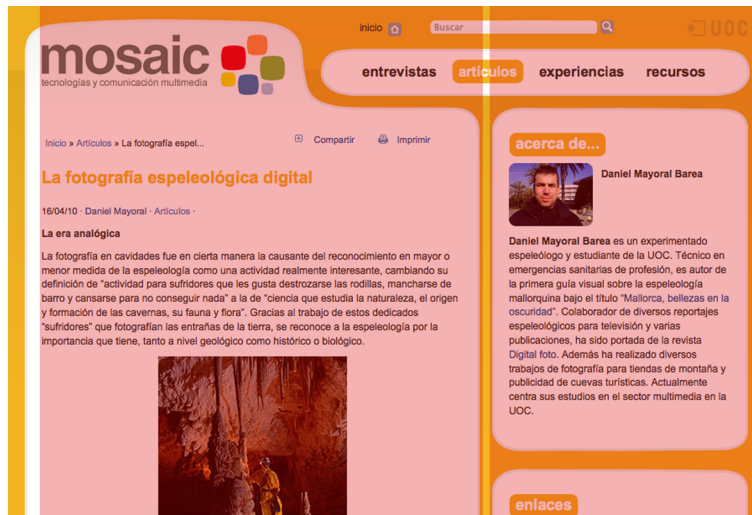 inicio
Buscar
UOC
mosaic
tecnologías y comunicación multimedia
entrevistas artículos experiencias recursos
Inicio » Artículos » La fotografía espel...
Compartir Imprimir
La fotografía espeleológica digital
16/04/10 · Daniel Mayoral · Artículos ·
La era analógica
La fotografía en cavidades fue en cierta manera la causante del reconocimiento en mayor o
menor medida de la espeleología como una actividad realmente interesante, cambiando su
definición de "actividad para sufridores que les gusta destrozarse las rodillas, mancharse de
barro y cansarse para no conseguir nada" a la de "ciencia que estudia la naturaleza, el origen
y formación de las cavernas, su fauna y flora". Gracias al trabajo de estos dedicados
"sufridores" que fotografían las entrañas de la tierra, se reconoce a la espeleología por la
importancia que tiene, tanto a nivel geológico como histórico o biológico.
acerca de...
Daniel Mayoral Barea
Daniel Mayoral Barea es un experimentado
espeleólogo y estudiante de la UOC. Técnico en
emergencias sanitarias de profesión, es autor de
la primera guía visual sobre la espeleología
mallorquina bajo el título "Mallorca, bellezas en la
oscuridad". Colaborador de diversos reportajes
espeleológicos para televisión y varias
publicaciones, ha sido portada de la revista
Digital foto. Además ha realizado diversos
trabajos de fotografía para tiendas de montaña y
publicidad de cuevas turísticas. Actualmente
centra sus estudios en el sector multimedia en la
UOC.
enlaces